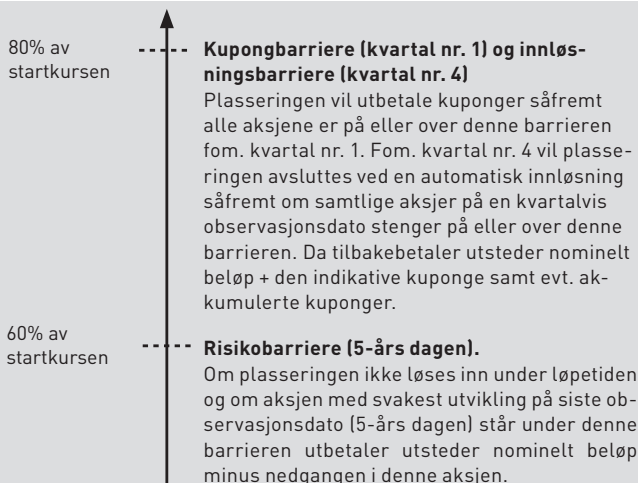 80% av
startkursen
Kupongbarriere (kvartal nr. 1) og innløs-
ningsbarriere (kvartal nr. 4)
Plasseringen vil utbetale kuponger såfremt
alle aksjene er på eller over denne barrieren
fom. kvartal nr. 1. Fom. kvartal nr. 4 vil plasse-
ringen avsluttes ved en automatisk innløsning
såfremt om samtlige aksjer på en kvartalvis
observasjonsdato stenger på eller over denne
barrieren. Da tilbakebetaler utsteder nominelt
beløp + den indikative kuponge samt evt. ak-
kumulerte kuponger.
60% av
startkursen
Risikobarriere (5-års dagen).
Om plasseringen ikke løses inn under løpetiden
og om aksjen med svakest utvikling på siste ob-
servasjonsdato (5-års dagen) står under denne
barrieren utbetaler utsteder nominelt beløp
minus nedgangen i denne aksjen.